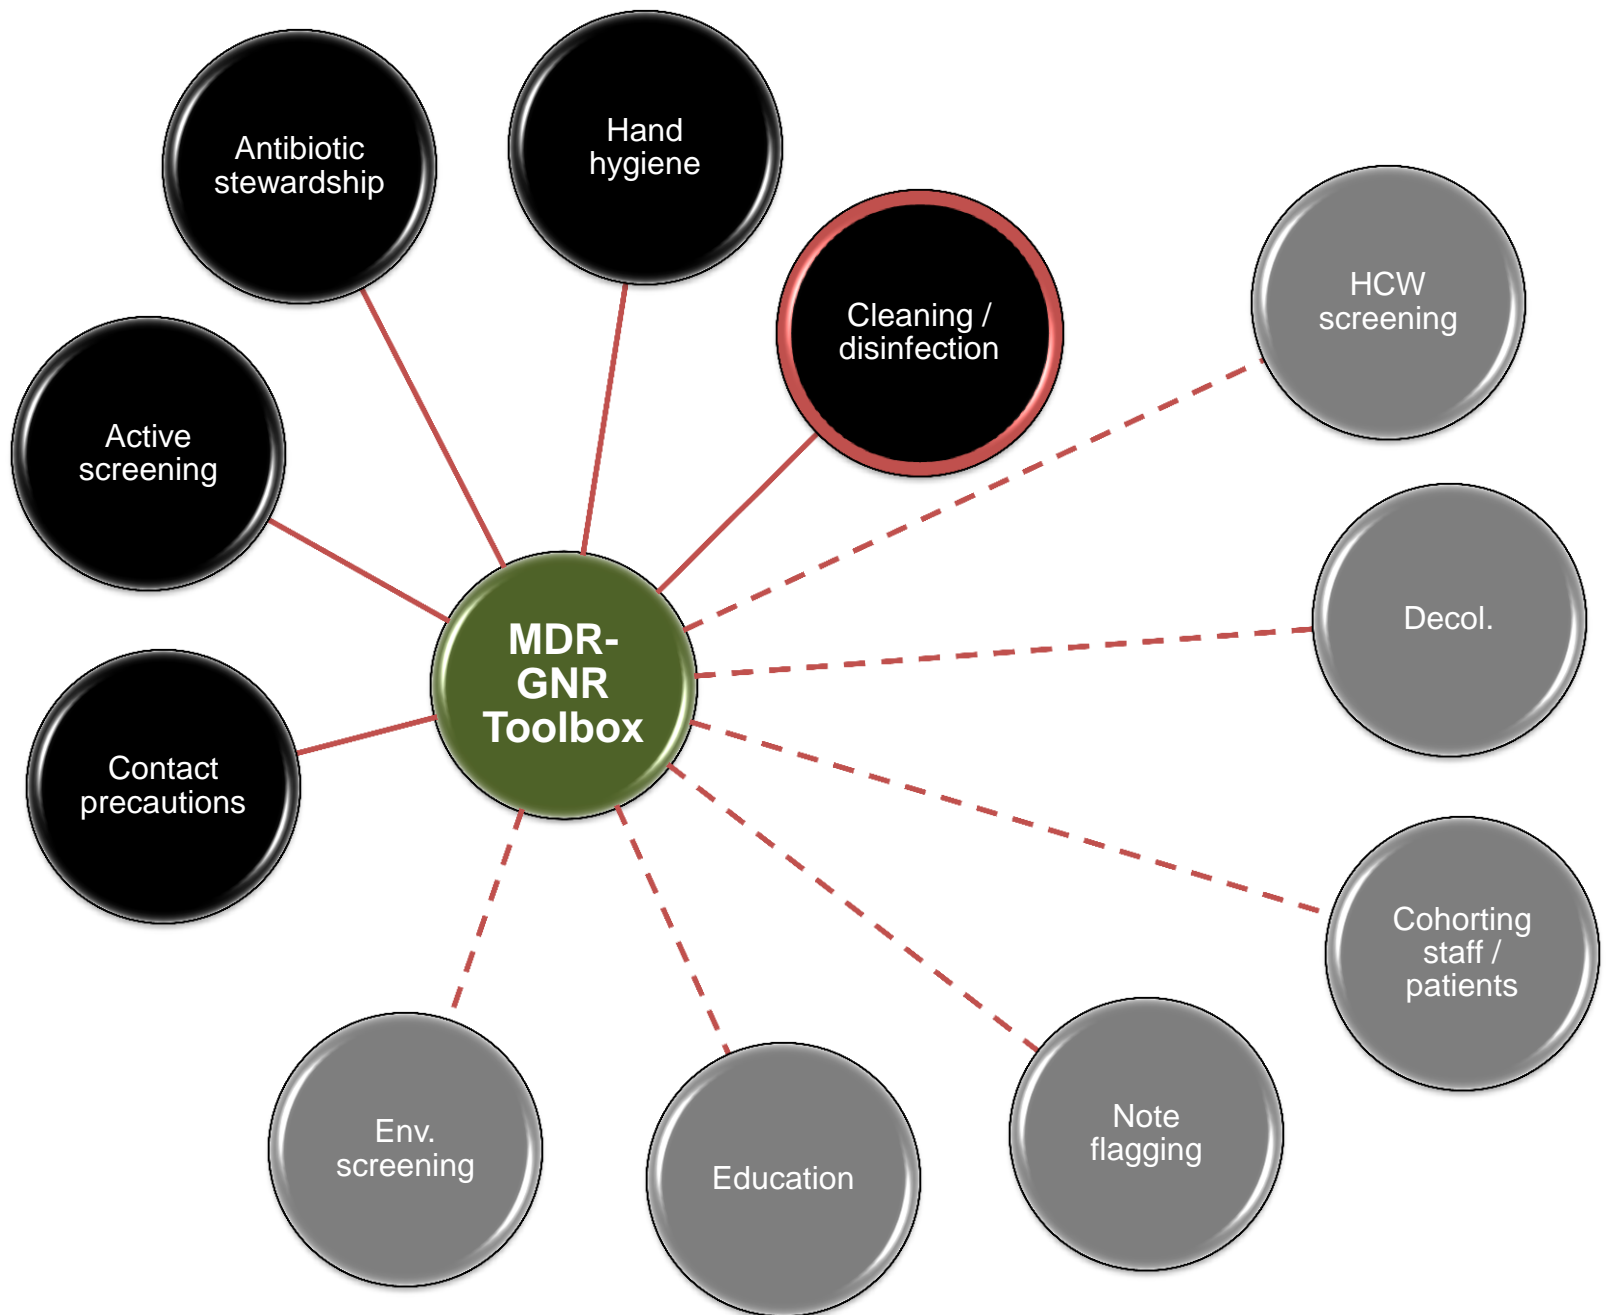 Hand
hygiene
Antibiotic
stewardship
Cleaning /
disinfection
HCW
screening
Active
screening
Decol.
MDR-
GNR
Toolbox
Contact
precautions
Cohorting
staff /
patients
Note
flagging
Env.
screening
Education